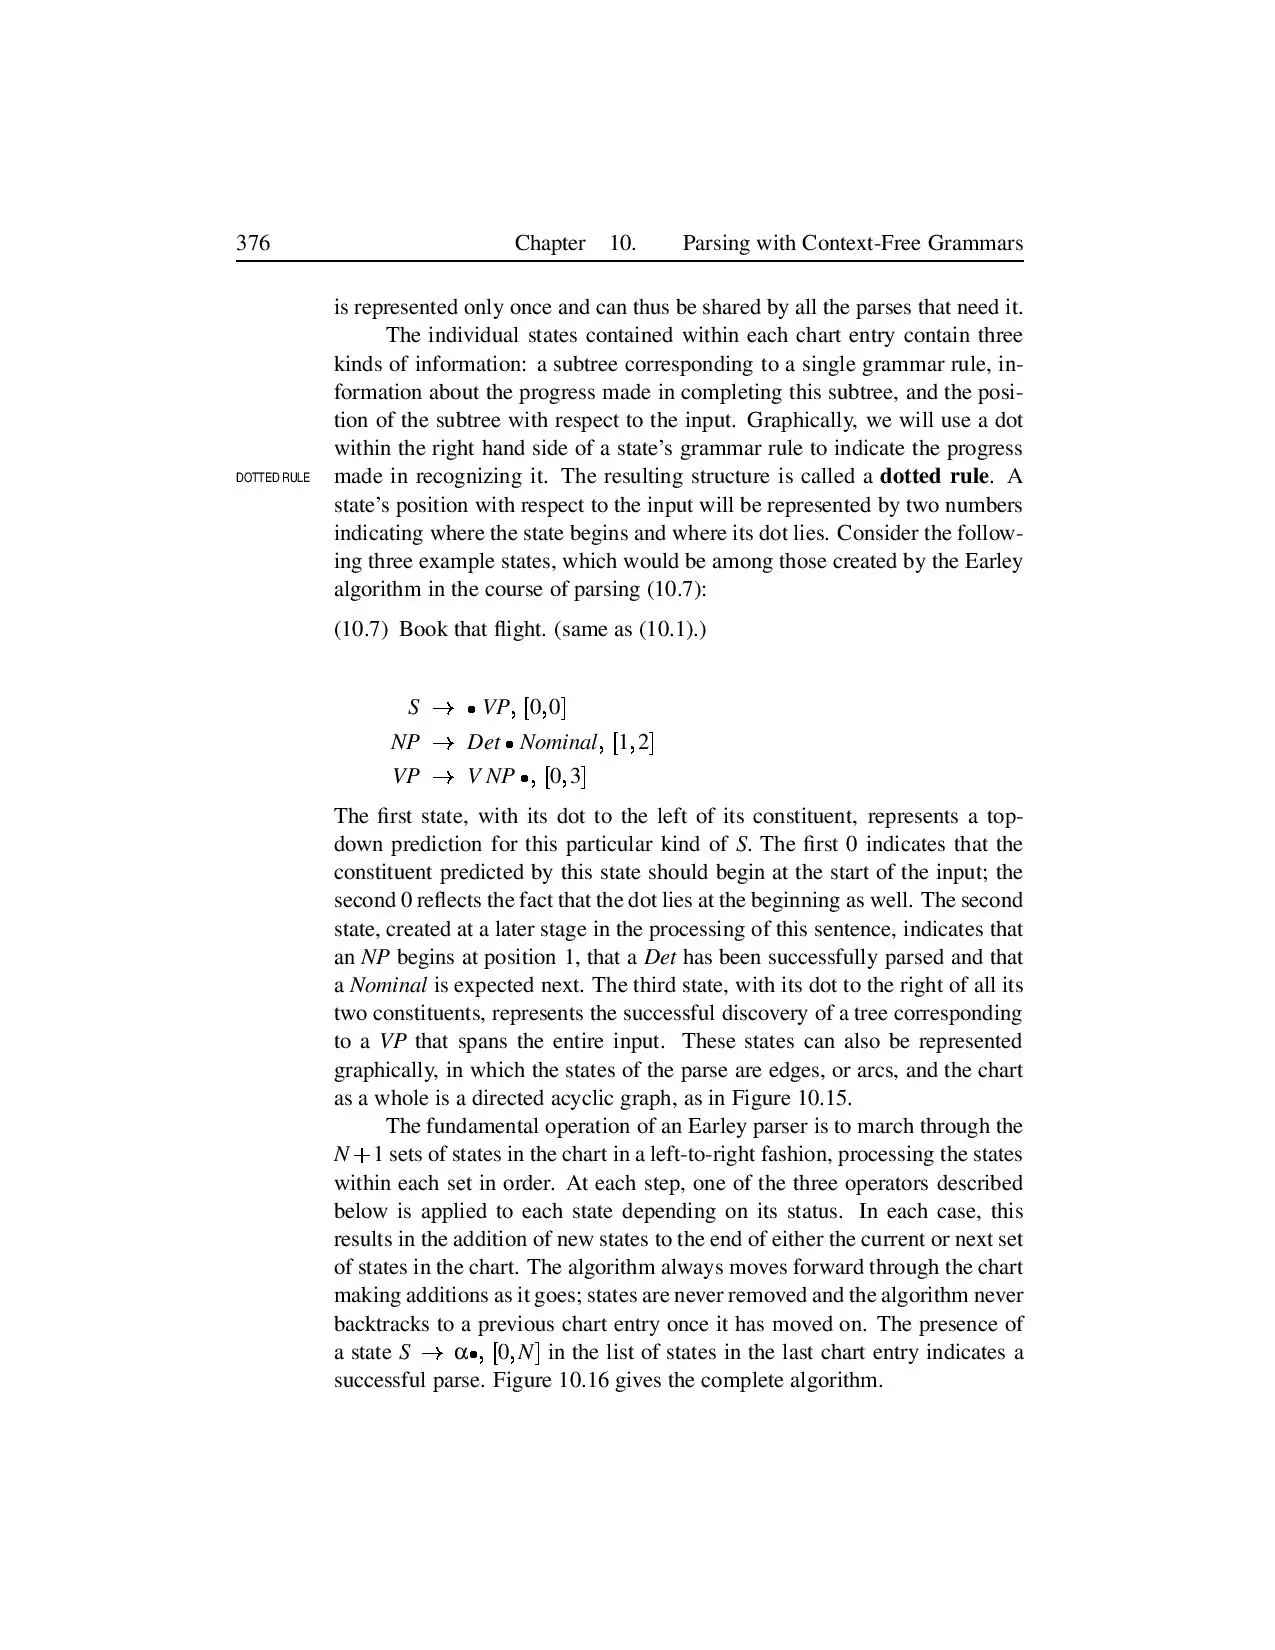 376 Chapter 10. Parsing with Context-Free Grammars
is represented only once and can thus be shared by all the parses that need it.
The individual states contained within each chart entry contain three
kinds of information: a subtree corresponding to a single grammar rule, in-
formation about the progress made in completing this subtree, and the posi-
tion of the subtree with respect to the input. Graphically, we will use a dot
within the right hand side of a state's grammar rule to indicate the progress
DOTTED RULE made in recognizing it. The resulting structure is called a dotted rule. A
state's position with respect to the input will be represented by two numbers
indicating where the state begins and where its dot lies. Consider the follow-
ing three example states, which would be among those created by the Earley
algorithm in the course of parsing (10.7):
(10.7) Book that flight. (same as (10.1).)
S → • VP, [0,0]
NP → Det • Nominal, [1,2]
VP → V NP •, [0,3]
The first state, with its dot to the left of its constituent, represents a top-
down prediction for this particular kind of S. The first 0 indicates that the
constituent predicted by this state should begin at the start of the input; the
second 0 reflects the fact that the dot lies at the beginning as well. The second
state, created at a later stage in the processing of this sentence, indicates that
an NP begins at position 1, that a Det has been successfully parsed and that
a Nominal is expected next. The third state, with its dot to the right of all its
two constituents, represents the successful discovery of a tree corresponding
to a VP that spans the entire input. These states can also be represented
graphically, in which the states of the parse are edges, or arcs, and the chart
as a whole is a directed acyclic graph, as in Figure 10.15.
The fundamental operation of an Earley parser is to march through the
N + 1 sets of states in the chart in a left-to-right fashion, processing the states
within each set in order. At each step, one of the three operators described
below is applied to each state depending on its status. In each case, this
results in the addition of new states to the end of either the current or next set
of states in the chart. The algorithm always moves forward through the chart
making additions as it goes; states are never removed and the algorithm never
backtracks to a previous chart entry once it has moved on. The presence of
a state S → α•, [0,N] in the list of states in the last chart entry indicates a
successful parse. Figure 10.16 gives the complete algorithm.